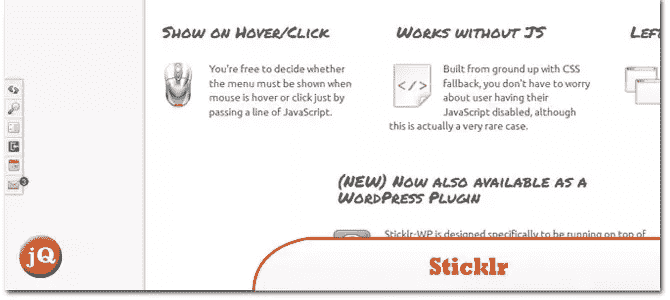 Show on Hover/Click
You're free to decide whether
the menu must be shown when
mouse is hover or click just by
passing a line of JavaScript.
Works without JS
Built from ground up with CSS
fallback, you don't have to worry
about user having their
JavaScript disabled, although
this is actually a very rare case.
Left
(NEW) Now also available as a
WordPress Plugin
Sticklr-WP is designed specifically to be running on top of
3
jQ
Sticklr